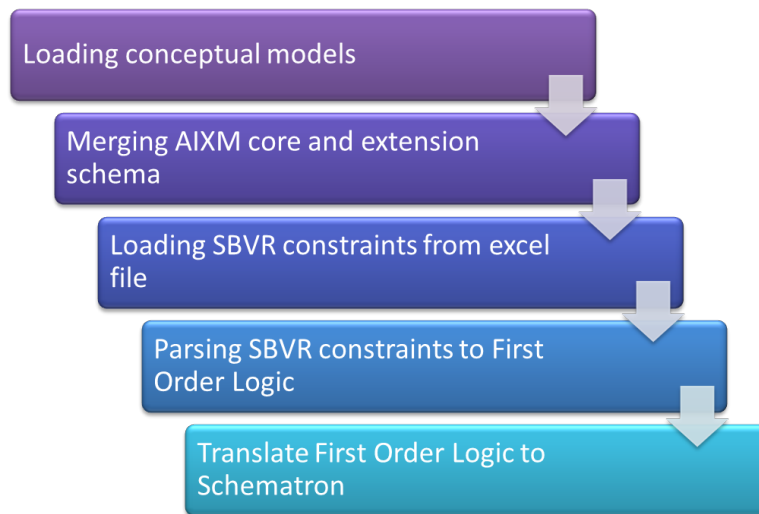 Loading conceptual models
Merging AIXM core and extension
schema
Loading SBVR constraints from excel
file
Parsing SBVR constraints to First
Order Logic
Translate First Order Logic to
Schematron